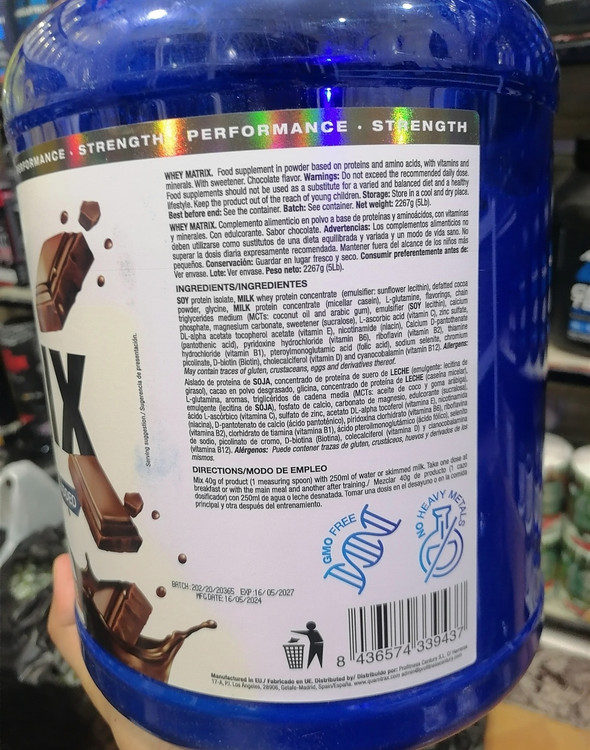 PERFORMANCE · STRENGTH PERFORMANCE · STRENGTH
WHEY MATRIX. Food supplement in powder based on proteins and amino acids, with vitamins and
minerals. With sweetener. Chocolate flavor. Warnings: Do not exceed the recommended daily dose.
Food supplements should not be used as a substitute for a varied and balanced diet and a healthy
lifestyle. Keep the product out of the reach of young children. Storage: Store in a cool and dry place.
Best before end: See the container. Batch: See container. Net weight: 2267g (5Lb).
WHEY MATRIX. Complemento alimenticio en polvo a base de proteínas y aminoácidos, con vitaminas
y minerales. Con edulcorante. Sabor chocolate. Advertencias: Los complementos alimenticios no
deben utilizarse como sustitutos de una dieta equilibrada y variada y un modo de vida sano. No
superar la dosis diaria expresamente recomendada. Mantener fuera del alcance de los niños más
pequeños. Conservación: Guardar en lugar fresco y seco. Consumir preferentemente antes de:
Ver envase. Lote: Ver envase. Peso neto: 2267g (5Lb).
INGREDIENTS/INGREDIENTES
SOY protein isolate, MILK whey protein concentrate (emulsifier: sunflower lecithin), defatted cocoa
powder, glycine, MILK protein concentrate (micellar casein), L-glutamine, flavorings, chain
triglycerides medium (MCTs: coconut oil and arabic gum), emulsifier (SOY lecithin), calcium
phosphate, magnesium carbonate, sweetener (sucralose), L-ascorbic acid (vitamin C), zinc sulfate,
DL-alpha tocopherol acetate (vitamin E), nicotinamide (niacin), Calcium D-pantothenate
(pantothenic acid), pyridoxine hydrochloride (vitamin B6), riboflavin (vitamin B2), thiamine
hydrochloride (vitamin B1), pteroylmonoglutamic acid (folic acid), sodium selenite, chromium
picolinate, D-biotin (Biotin), cholecalciferol (vitamin D) and cyanocobalamin (vitamin B12). Allergens:
May contain traces of gluten, crustaceans, eggs and derivatives thereof.
Aislado de proteína de SOJA, concentrado de proteína de suero de LECHE (emulgente: lecitina de
girasol), cacao en polvo desgrasado, glicina, concentrado de proteína de LECHE (caseína micelar),
L-glutamina, aromas, triglicéridos de cadena media (MCTs: aceite de coco y goma arábiga),
emulgente (lecitina de SOJA), fosfato de calcio, carbonato de magnesio, edulcorante (sucralosa),
ácido L-ascórbico (vitamina C), sulfato de zinc, acetato DL-alpha tocoferol (vitamina E), nicotinamida
(niacina), D-pantotenato de calcio (ácido pantoténico), piridoxina clorhidrato (vitamina B6), riboflavina
(vitamina B2), clorhidrato de tiamina (vitamina B1), ácido pteroilmonoglutámico (ácido fólico), selenito
de sodio, picolinato de cromo, D-biotina (Biotina), colecalciferol (vitamina D) y cianocobalamina
(vitamina B12). Alérgenos: Puede contener trazas de gluten, crustáceos, huevos y derivados de los
mismos.
DIRECTIONS/MODO DE EMPLEO
Mix 40g of product (1 measuring spoon) with 250ml of water or skimmed milk. Take one dose at
breakfast or with the main meal and another after training./ Mezclar 40g de producto (1 capo
dosificador) con 250ml de agua o leche desnatada. Tomar una dosis en el desayuno o en la comida
principal y otra dosis después del entrenamiento.
Serving suggestion./ Sugerencia de presentación.
IX
GMO FREE
NO HEAVY METALS
BATCH:202/20/20365 EXP:16/05/2027
MFG DATE:16/05/2024
8 436574 339437
Manufactured in EU./ Fabricado en UE. Distributed by/ Distribuido por: Profitness Century S.L. C/
17-A, P.I. Los Angeles, 28906, Getafe-Madrid, Spain/España.